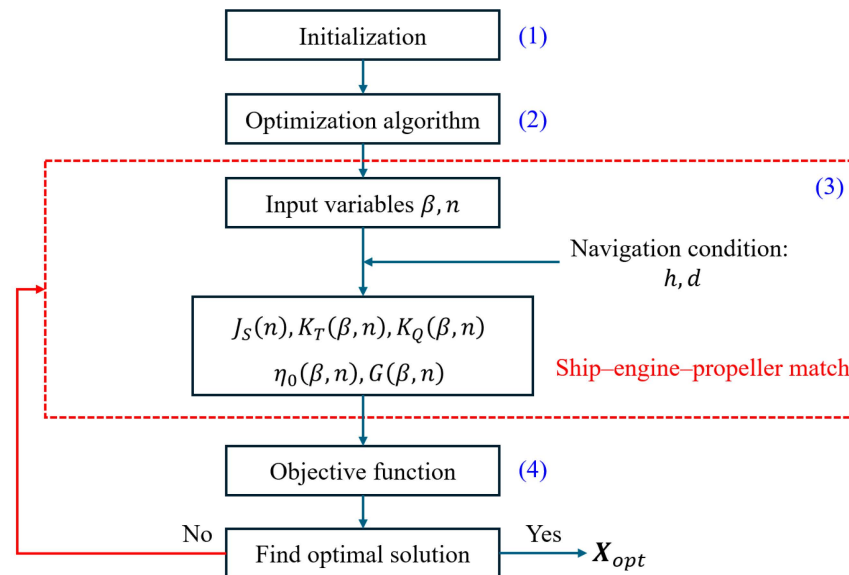 Initialization (1)
Optimization algorithm (2)
(3)
Input variables β, n
Navigation condition:
h, d
J_S(n), K_T(β, n), K_Q(β, n)
η_0(β, n), G(β, n)
Ship–engine–propeller match
Objective function (4)
No
Find optimal solution
Yes
X_opt